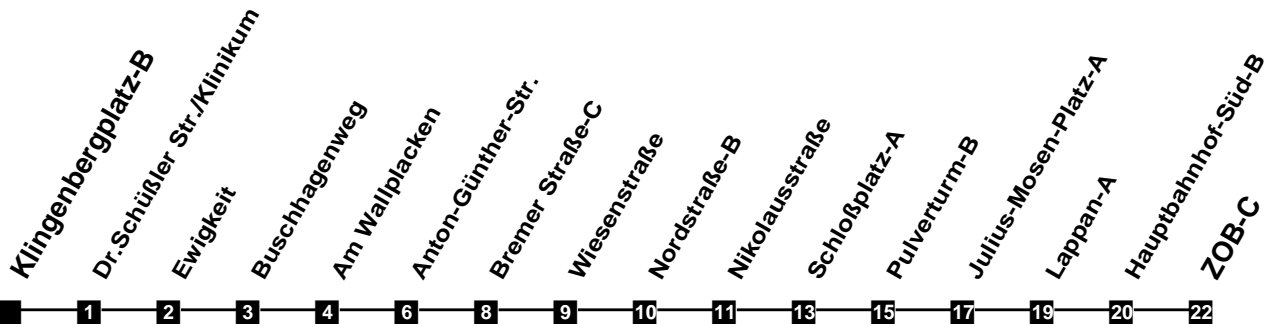 Klingenbergplatz-B
Dr.Schüßler Str./Klinikum
Ewigkeit
Buschhagenweg
Am Wallplacken
Anton-Günther-Str.
Bremer Straße-C
Wiesenstraße
Nordstraße-B
Nikolausstraße
Schloßplatz-A
Pulverturm-B
Julius-Mosen-Platz-A
Lappan-A
Hauptbahnhof-Süd-B
ZOB-C
1 2 3 4 6 8 9 10 11 13 15 17 19 20 22